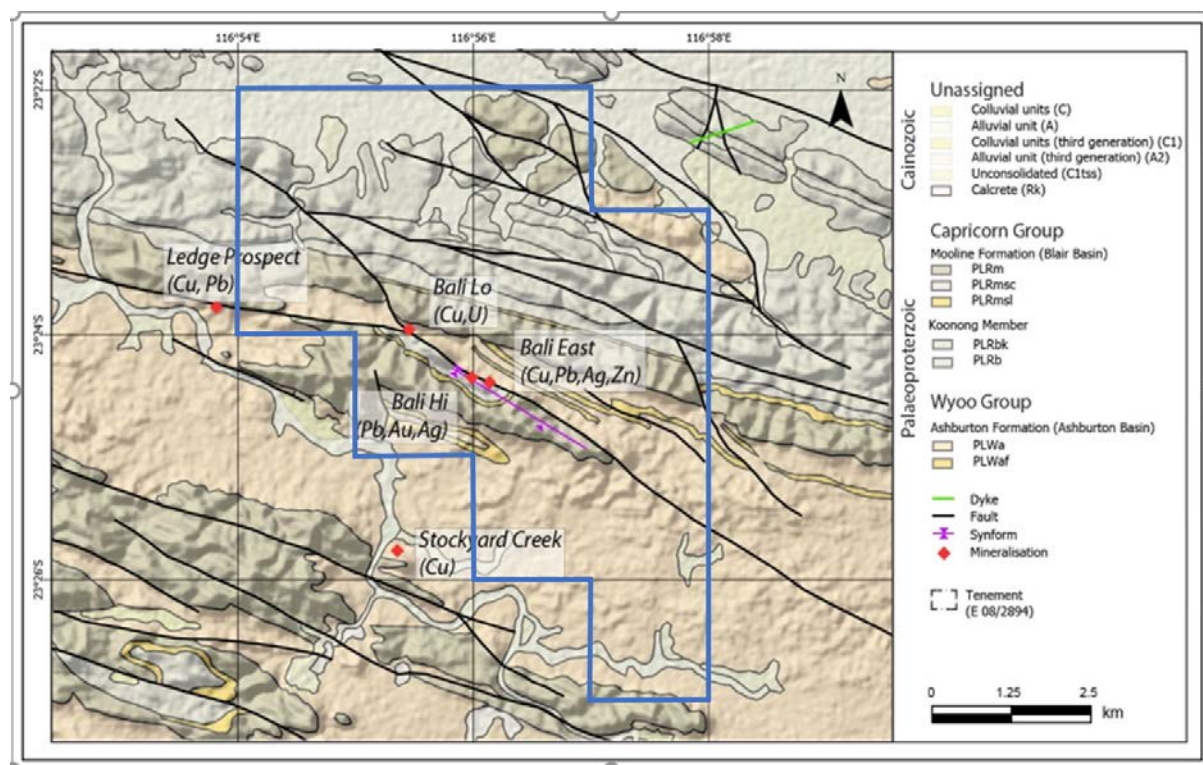 116°54'E
116°56'E
116°58'E
23°22'S
23°24'S
23°26'S
N
Ledge Prospect
(Cu, Pb)
Bali Lo
(Cu,U)
Bali East
(Cu,Pb,Ag,Zn)
Bali Hi
(Pb,Au,Ag)
Stockyard Creek
(Cu)
Cainozoic
Unassigned
Colluvial units (C)
Alluvial unit (A)
Colluvial units (third generation) (C1)
Alluvial unit (third generation) (A2)
Unconsolidated (C1tss)
Calcrete (Rk)
Palaeoproterzoic
Capricorn Group
Mooline Formation (Blair Basin)
PLRm
PLRmsc
PLRmsl
Koonong Member
PLRbk
PLRb
Wyoo Group
Ashburton Formation (Ashburton Basin)
PLWa
PLWaf
Dyke
Fault
Synform
Mineralisation
Tenement
(E 08/2894)
0 1.25 2.5
km